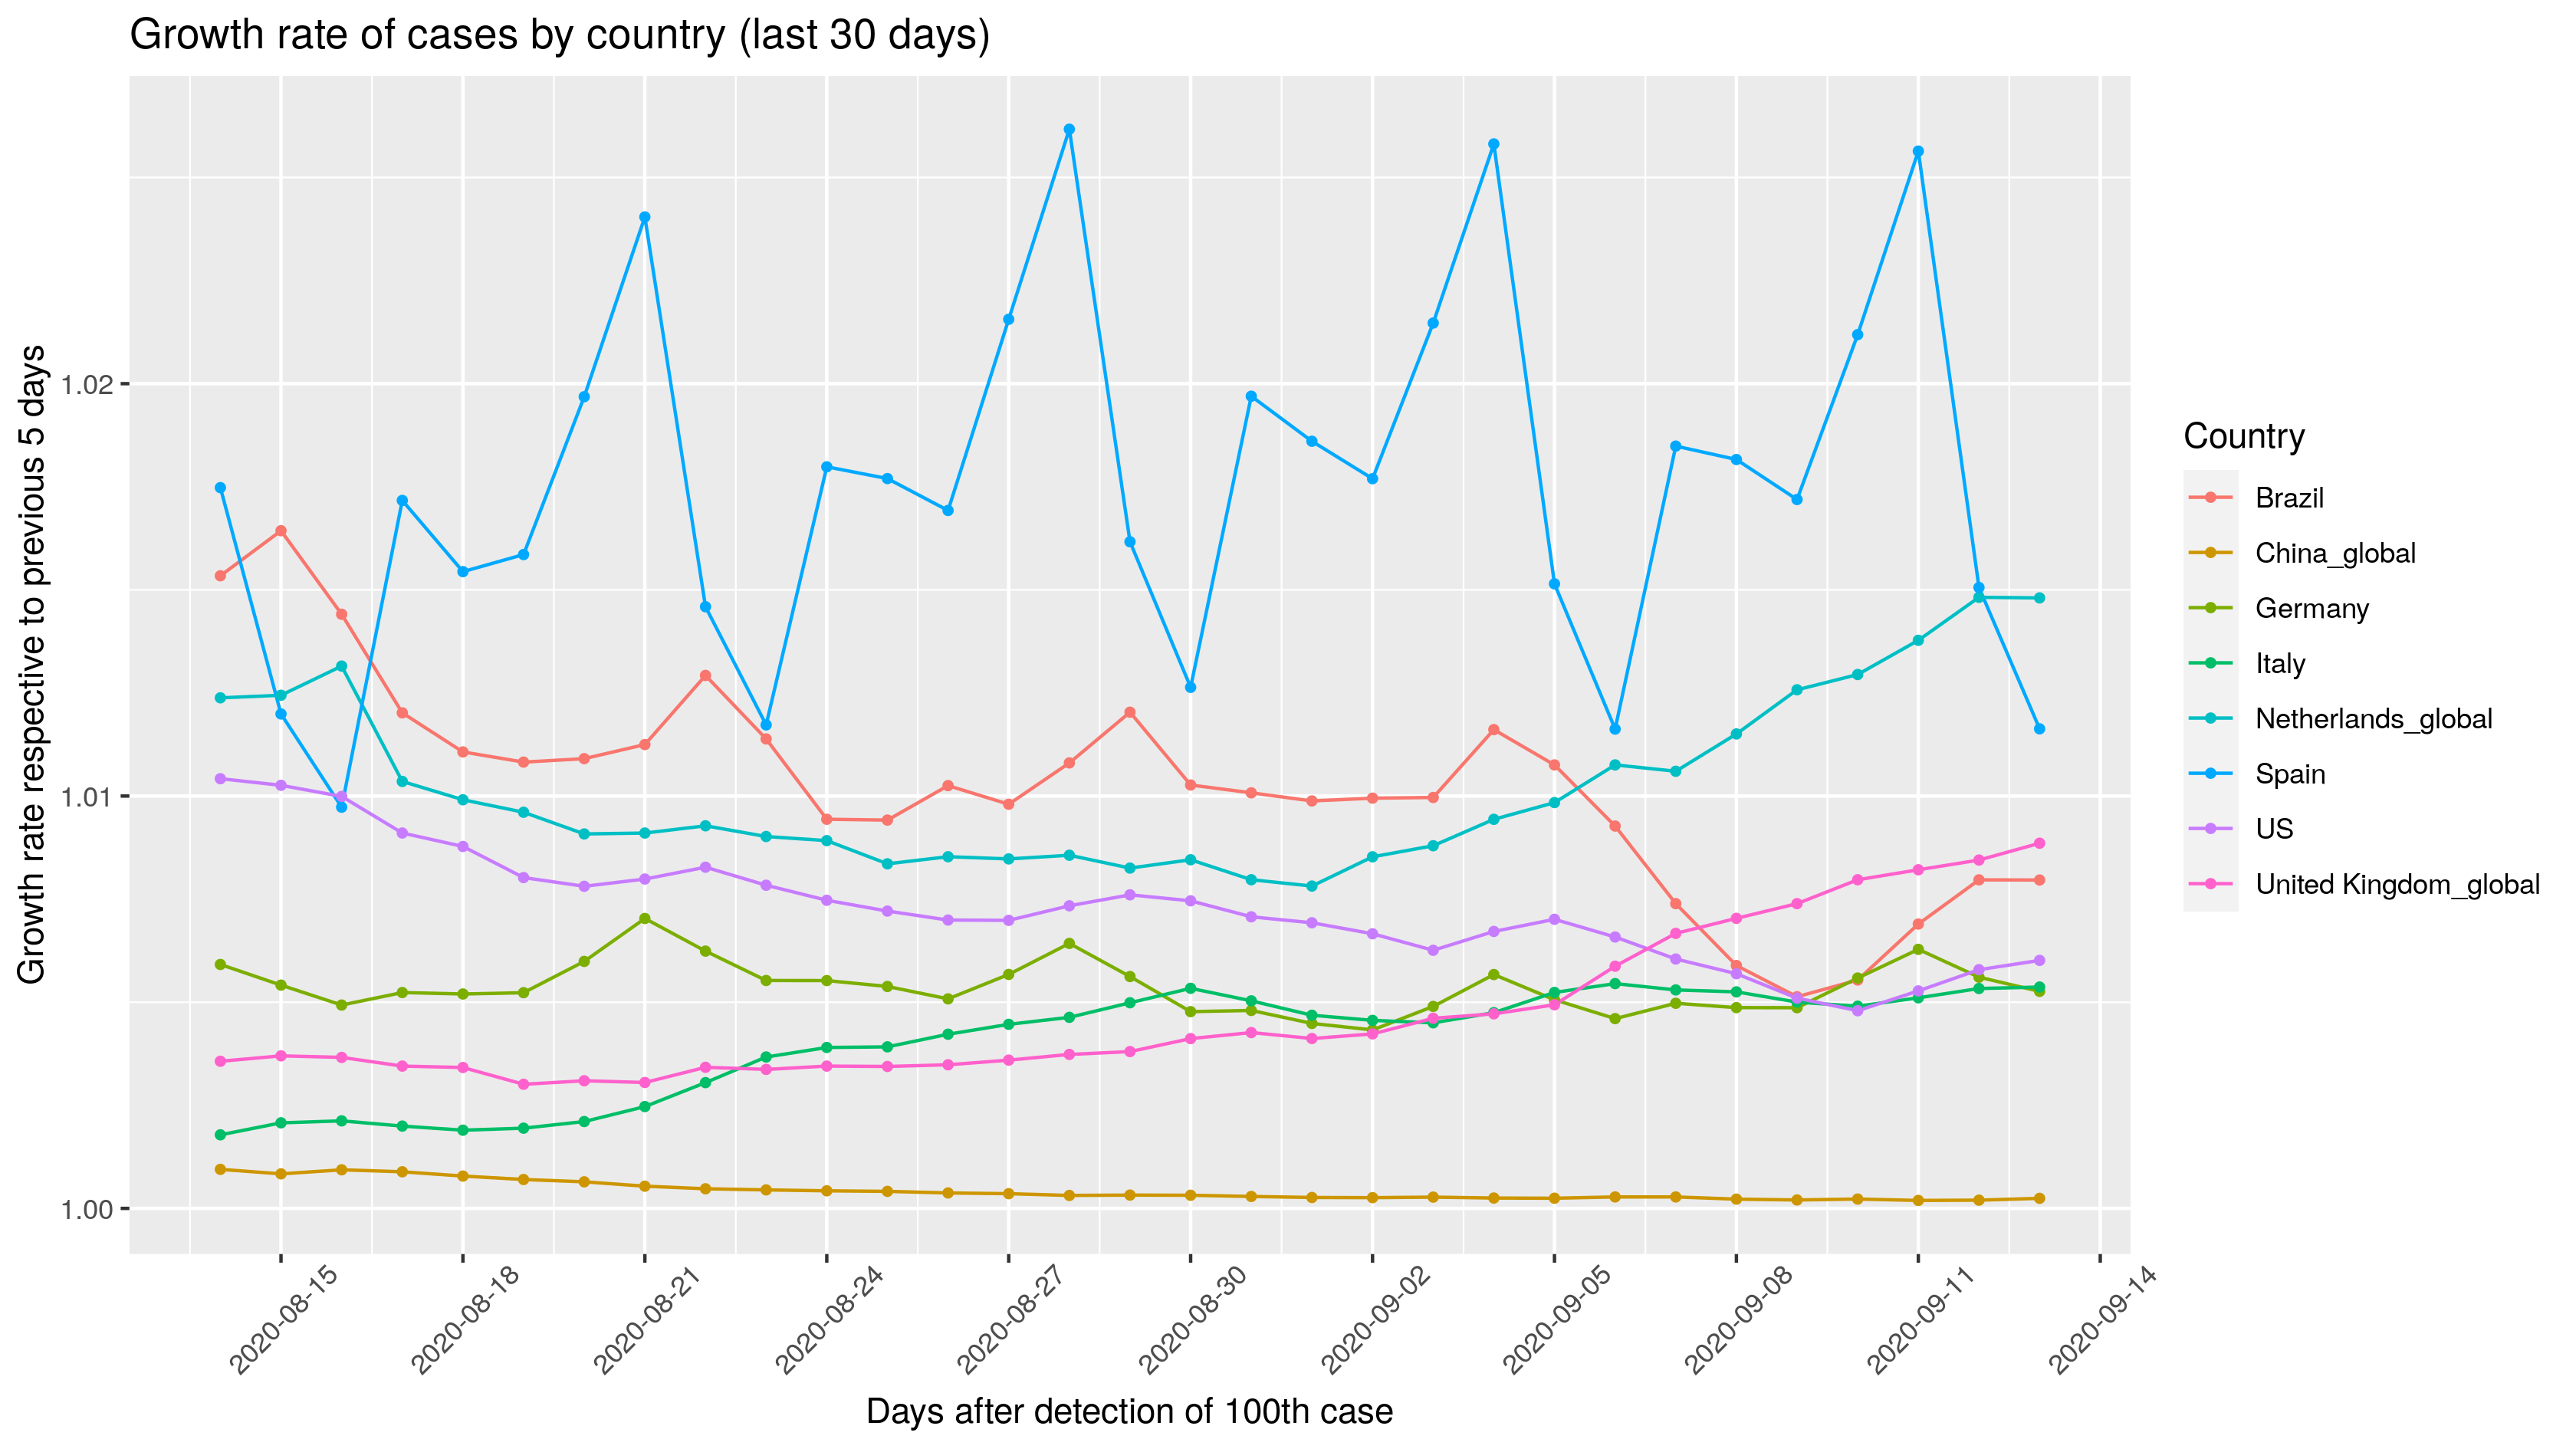 Growth rate of cases by country (last 30 days)
Growth rate respective to previous 5 days
1.02
1.01
1.00
2020-08-15
2020-08-18
2020-08-21
2020-08-24
2020-08-27
2020-08-30
2020-09-02
2020-09-05
2020-09-08
2020-09-11
2020-09-14
Days after detection of 100th case
Country
Brazil
China_global
Germany
Italy
Netherlands_global
Spain
US
United Kingdom_global